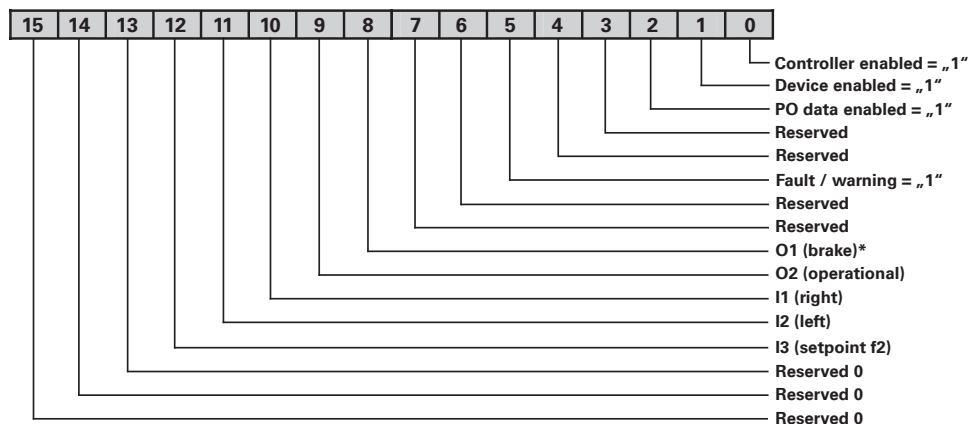 15 14 13 12 11 10 9 8 7 6 5 4 3 2 1 0
Controller enabled = „1“
Device enabled = „1“
PO data enabled = „1“
Reserved
Reserved
Fault / warning = „1“
Reserved
Reserved
O1 (brake)*
O2 (operational)
I1 (right)
I2 (left)
I3 (setpoint f2)
Reserved 0
Reserved 0
Reserved 0